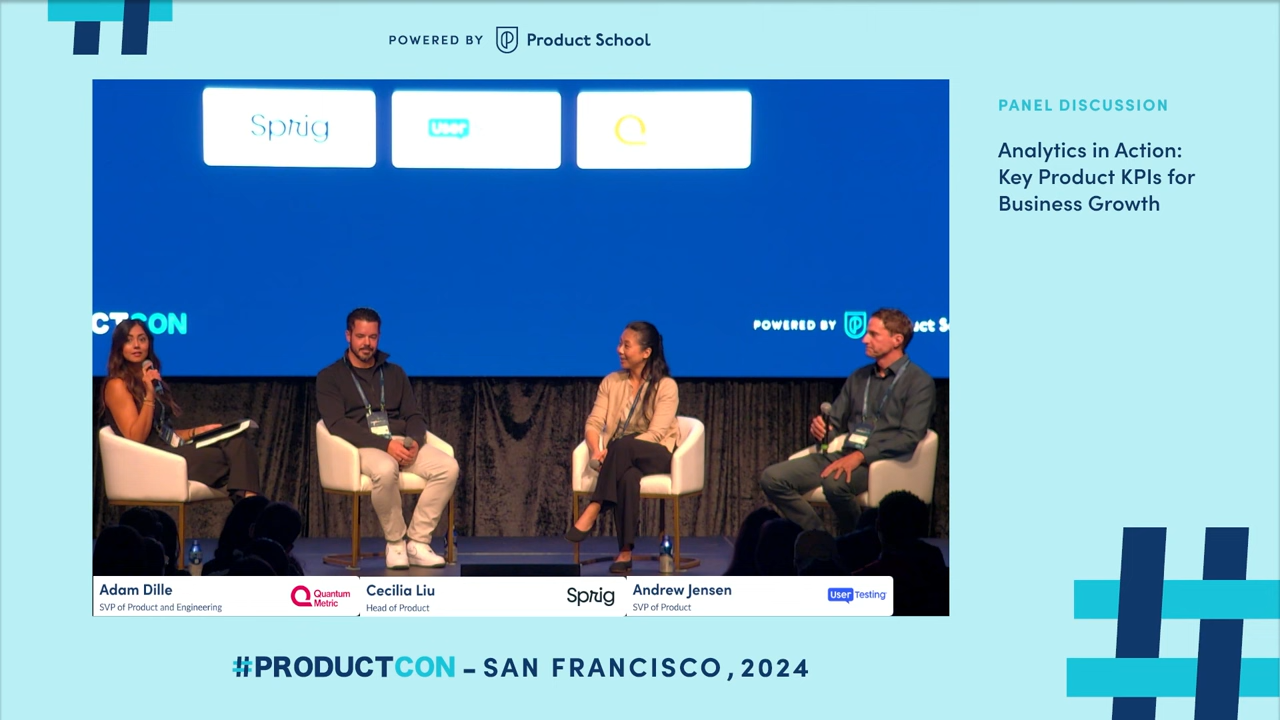 POWERED BY Product School
PANEL DISCUSSION
Analytics in Action:
Key Product KPIs for
Business Growth
Sprig
User
CTCON
POWERED BY
Adam Dille
SVP of Product and Engineering
Quantum
Metric
Cecilia Liu
Head of Product
Sprig
Andrew Jensen
SVP of Product
UserTesting
#PRODUCTCON – SAN FRANCISCO, 2024